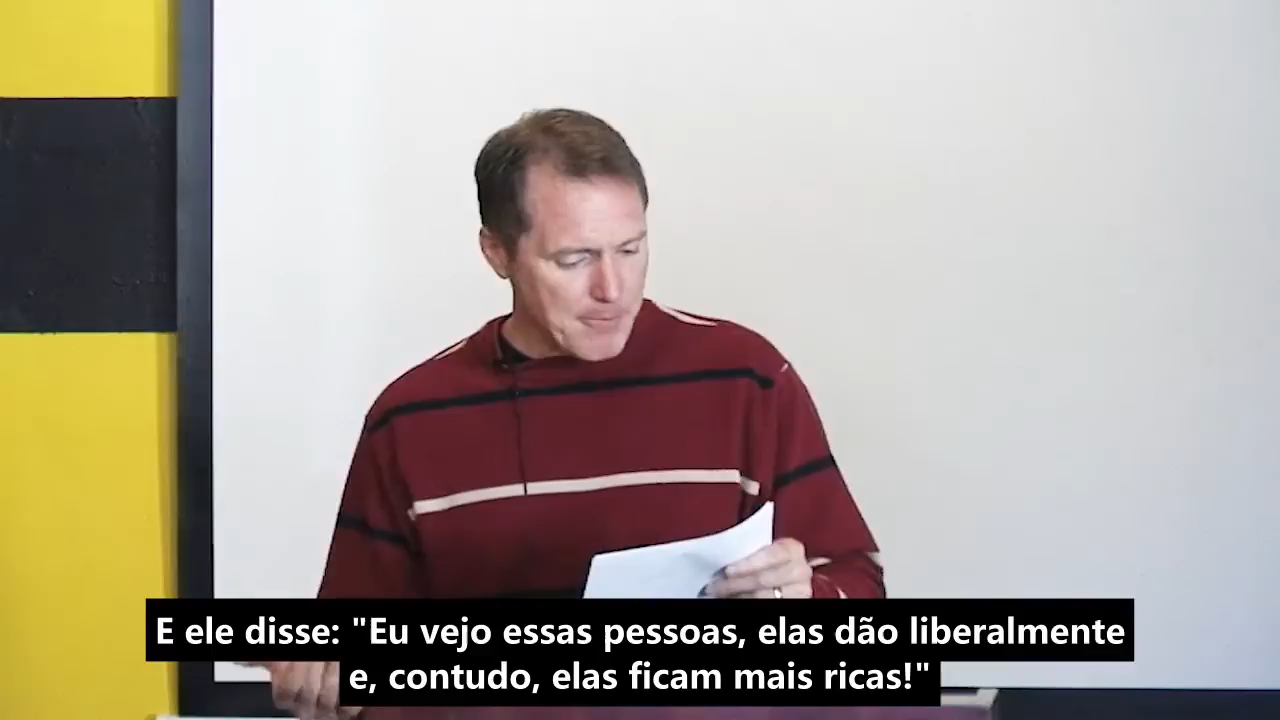 E ele disse: "Eu vejo essas pessoas, elas dão liberalmente
e, contudo, elas ficam mais ricas!"